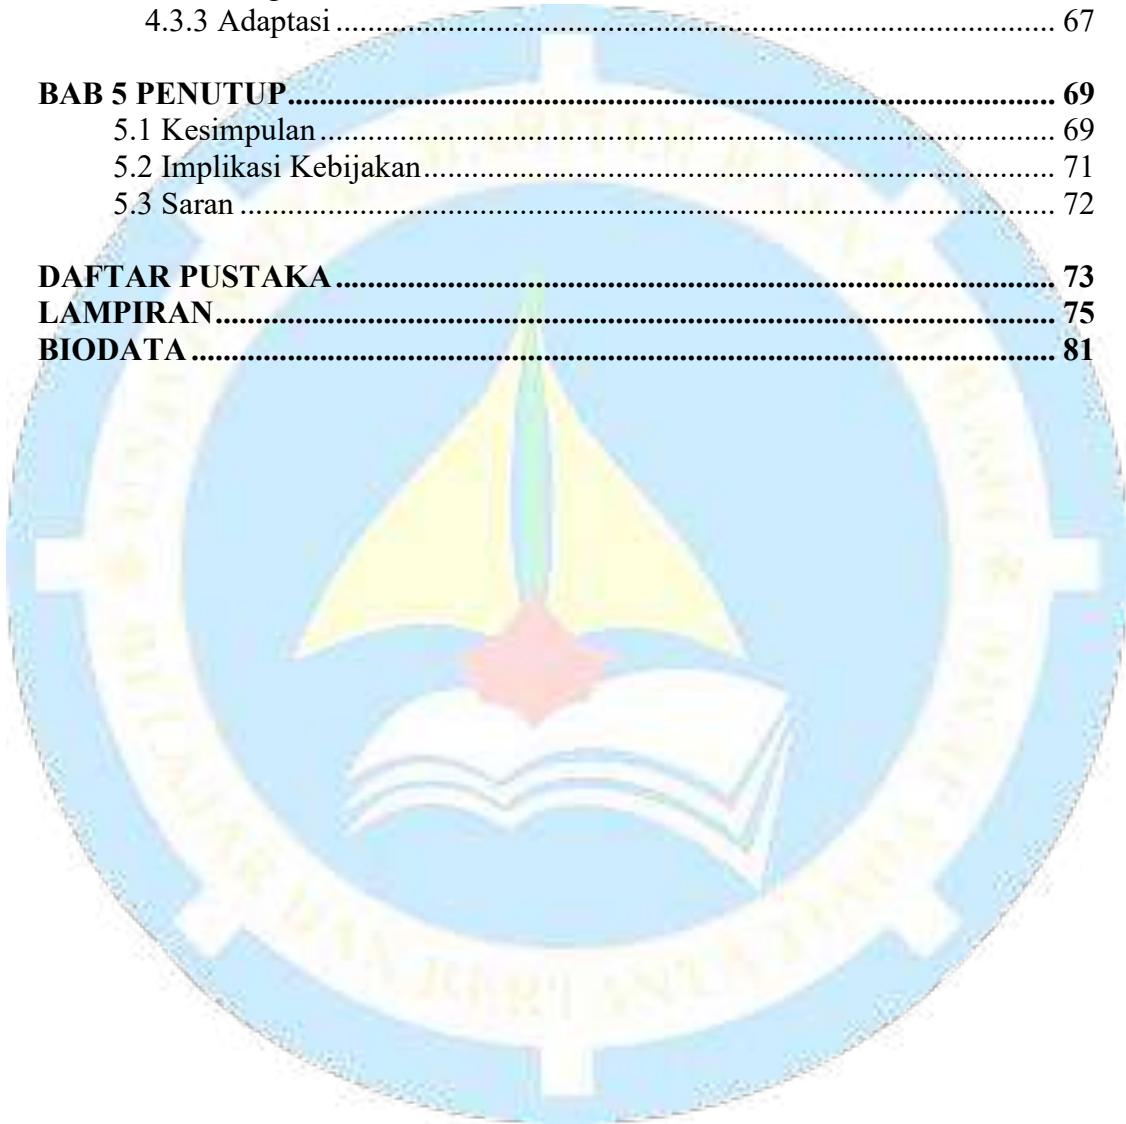 4.3.3 Adaptasi ........................................................................................... 67
BAB 5 PENUTUP.................................................................................................. 69
5.1 Kesimpulan ............................................................................................. 69
5.2 Implikasi Kebijakan................................................................................ 71
5.3 Saran ....................................................................................................... 72
DAFTAR PUSTAKA ............................................................................................ 73
LAMPIRAN........................................................................................................... 75
BIODATA .............................................................................................................. 81